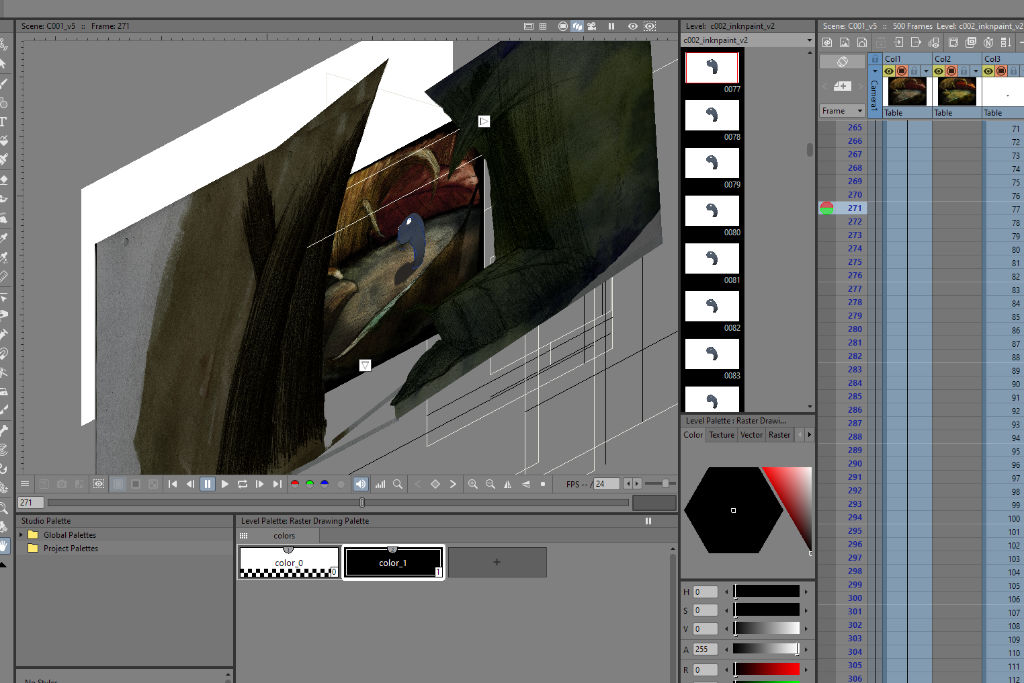 Scene: C001_v5 :: Frame: 271
Level: c002_inknpaint_v2
c002_inknpaint_v2
0077
0078
0079
0080
0081
0082
0083
Scene: C001_v5 :: 500 Frames Level: c002_inknpaint_v2
Col1 Col2 Col3
Camera1
Frame
Table Table Table
265 71
266 72
267 73
268 74
269 75
270 76
271 77
272 78
273 79
274 80
275 81
276 82
277 83
278 84
279 85
280 86
281 87
282 88
283 89
284 90
285 91
286 92
287 93
288 94
289 95
290 96
291 97
292 98
293 99
294 100
295 101
296 102
297 103
298 104
299 105
300 106
301 107
302 108
303 109
304 110
305 111
306 112
FPS -- / 24
271
Studio Palette
Global Palettes
Project Palettes
No Styles
Level Palette: Raster Drawing Palette
colors
color_0 0
color_1 1
+
Level Palette : Raster Drawi...
Color Texture Vector Raster
H 0
S 0
V 0
A 255
R 0